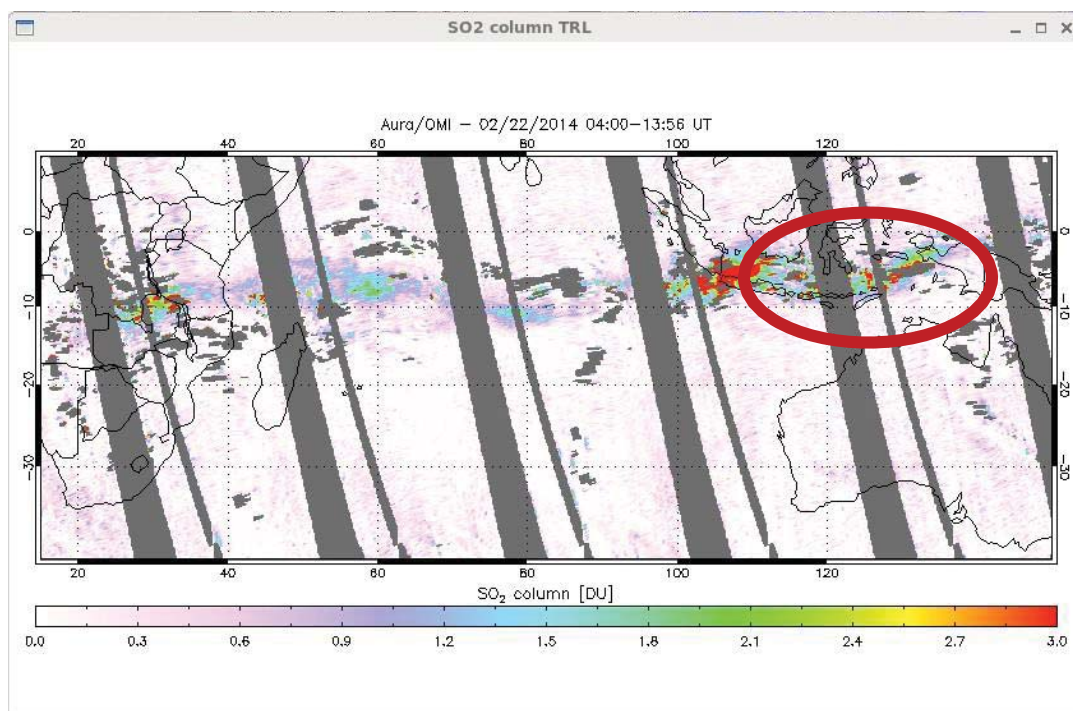 SO2 column TRL
Aura/OMI – 02/22/2014 04:00–13:56 UT
20 40 60 80 100 120
0 0
−10 −10
−20 −20
−30 −30
20 40 60 80 100 120
SO₂ column [DU]
0.0 0.3 0.6 0.9 1.2 1.5 1.8 2.1 2.4 2.7 3.0